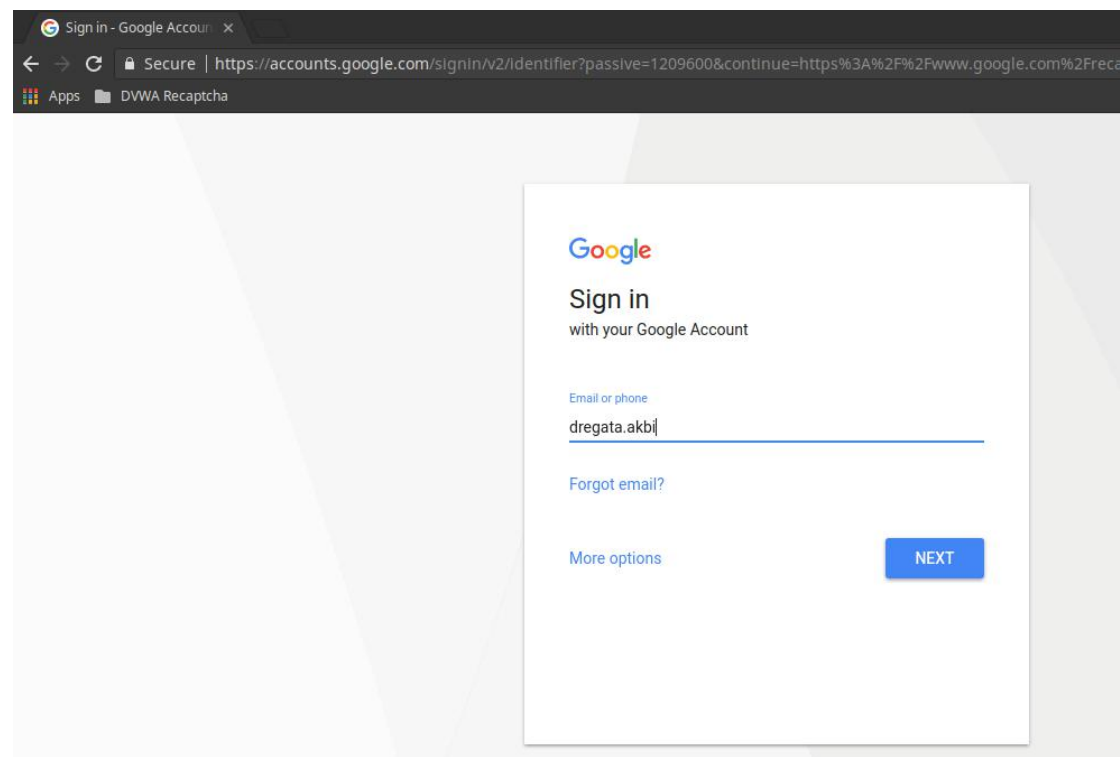 Sign in - Google Accoun
Secure | https://accounts.google.com/signin/v2/identifier?passive=1209600&continue=https%3A%2F%2Fwww.google.com%2Freca
Apps DVWA Recaptcha
Google
Sign in
with your Google Account
Email or phone
dregata.akbi
Forgot email?
More options NEXT